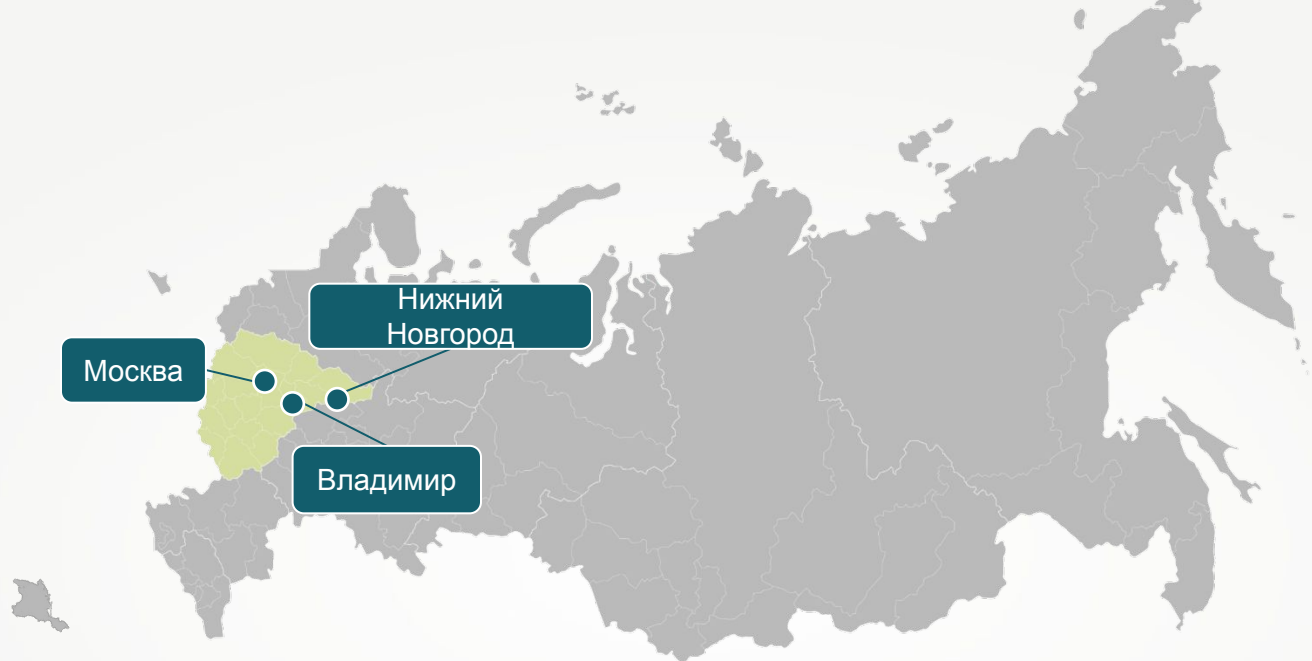 Нижний
Новгород
Москва
Владимир